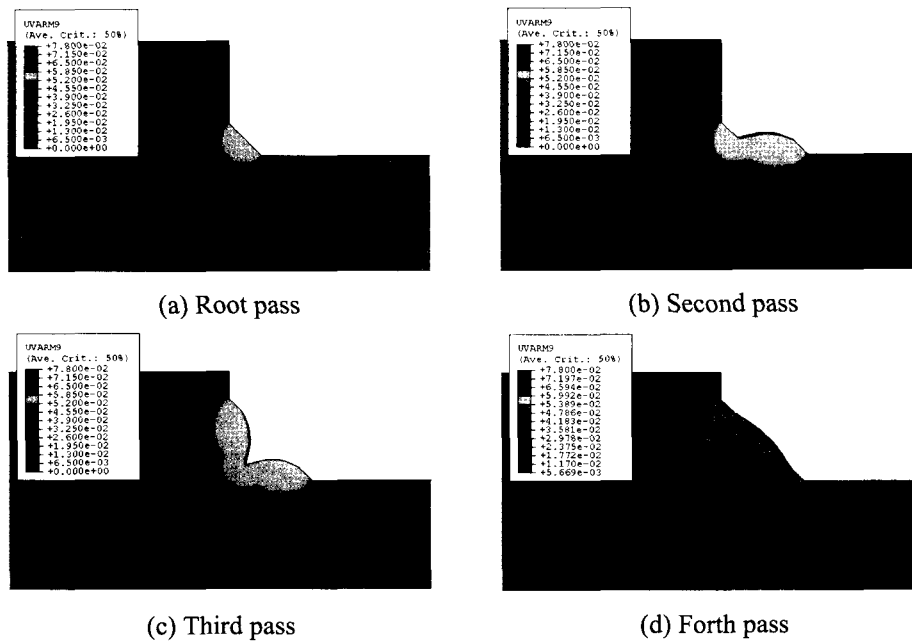 UVARM9
(Ave. Crit.: 50%)
+7.800e-02
+7.150e-02
+6.500e-02
+5.850e-02
+5.200e-02
+4.550e-02
+3.900e-02
+3.250e-02
+2.600e-02
+1.950e-02
+1.300e-02
+6.500e-03
+0.000e+00
(a) Root pass
UVARM9
(Ave. Crit.: 50%)
+7.800e-02
+7.150e-02
+6.500e-02
+5.850e-02
+5.200e-02
+4.550e-02
+3.900e-02
+3.250e-02
+2.600e-02
+1.950e-02
+1.300e-02
+6.500e-03
+0.000e+00
(b) Second pass
UVARM9
(Ave. Crit.: 50%)
+7.800e-02
+7.150e-02
+6.500e-02
+5.850e-02
+5.200e-02
+4.550e-02
+3.900e-02
+3.250e-02
+2.600e-02
+1.950e-02
+1.300e-02
+6.500e-03
+0.000e+00
(c) Third pass
UVARM9
(Ave. Crit.: 50%)
+7.800e-02
+7.197e-02
+6.594e-02
+5.992e-02
+5.389e-02
+4.786e-02
+4.183e-02
+3.581e-02
+2.978e-02
+2.375e-02
+1.772e-02
+1.170e-02
+5.669e-03
(d) Forth pass